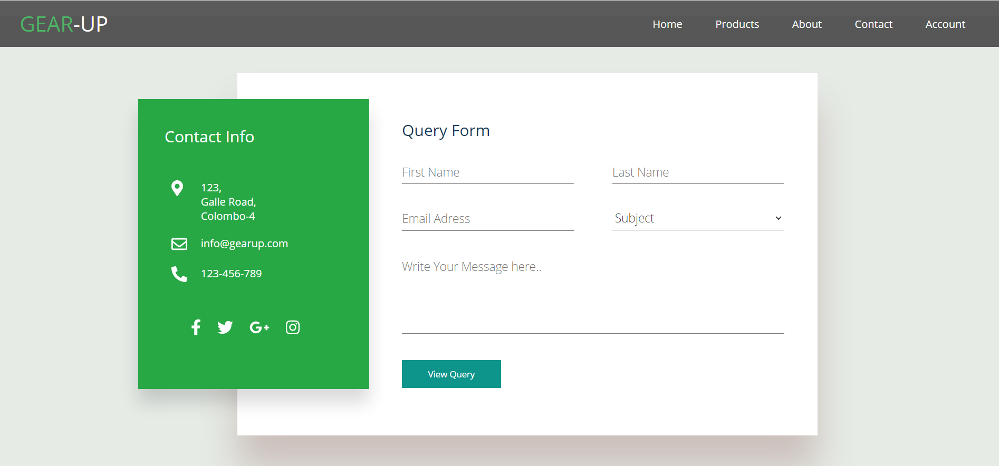 GEAR-UP
Home Products About Contact Account
Contact Info
123,
Galle Road,
Colombo-4
info@gearup.com
123-456-789
Query Form
First Name Last Name
Email Adress Subject
Write Your Message here..
View Query